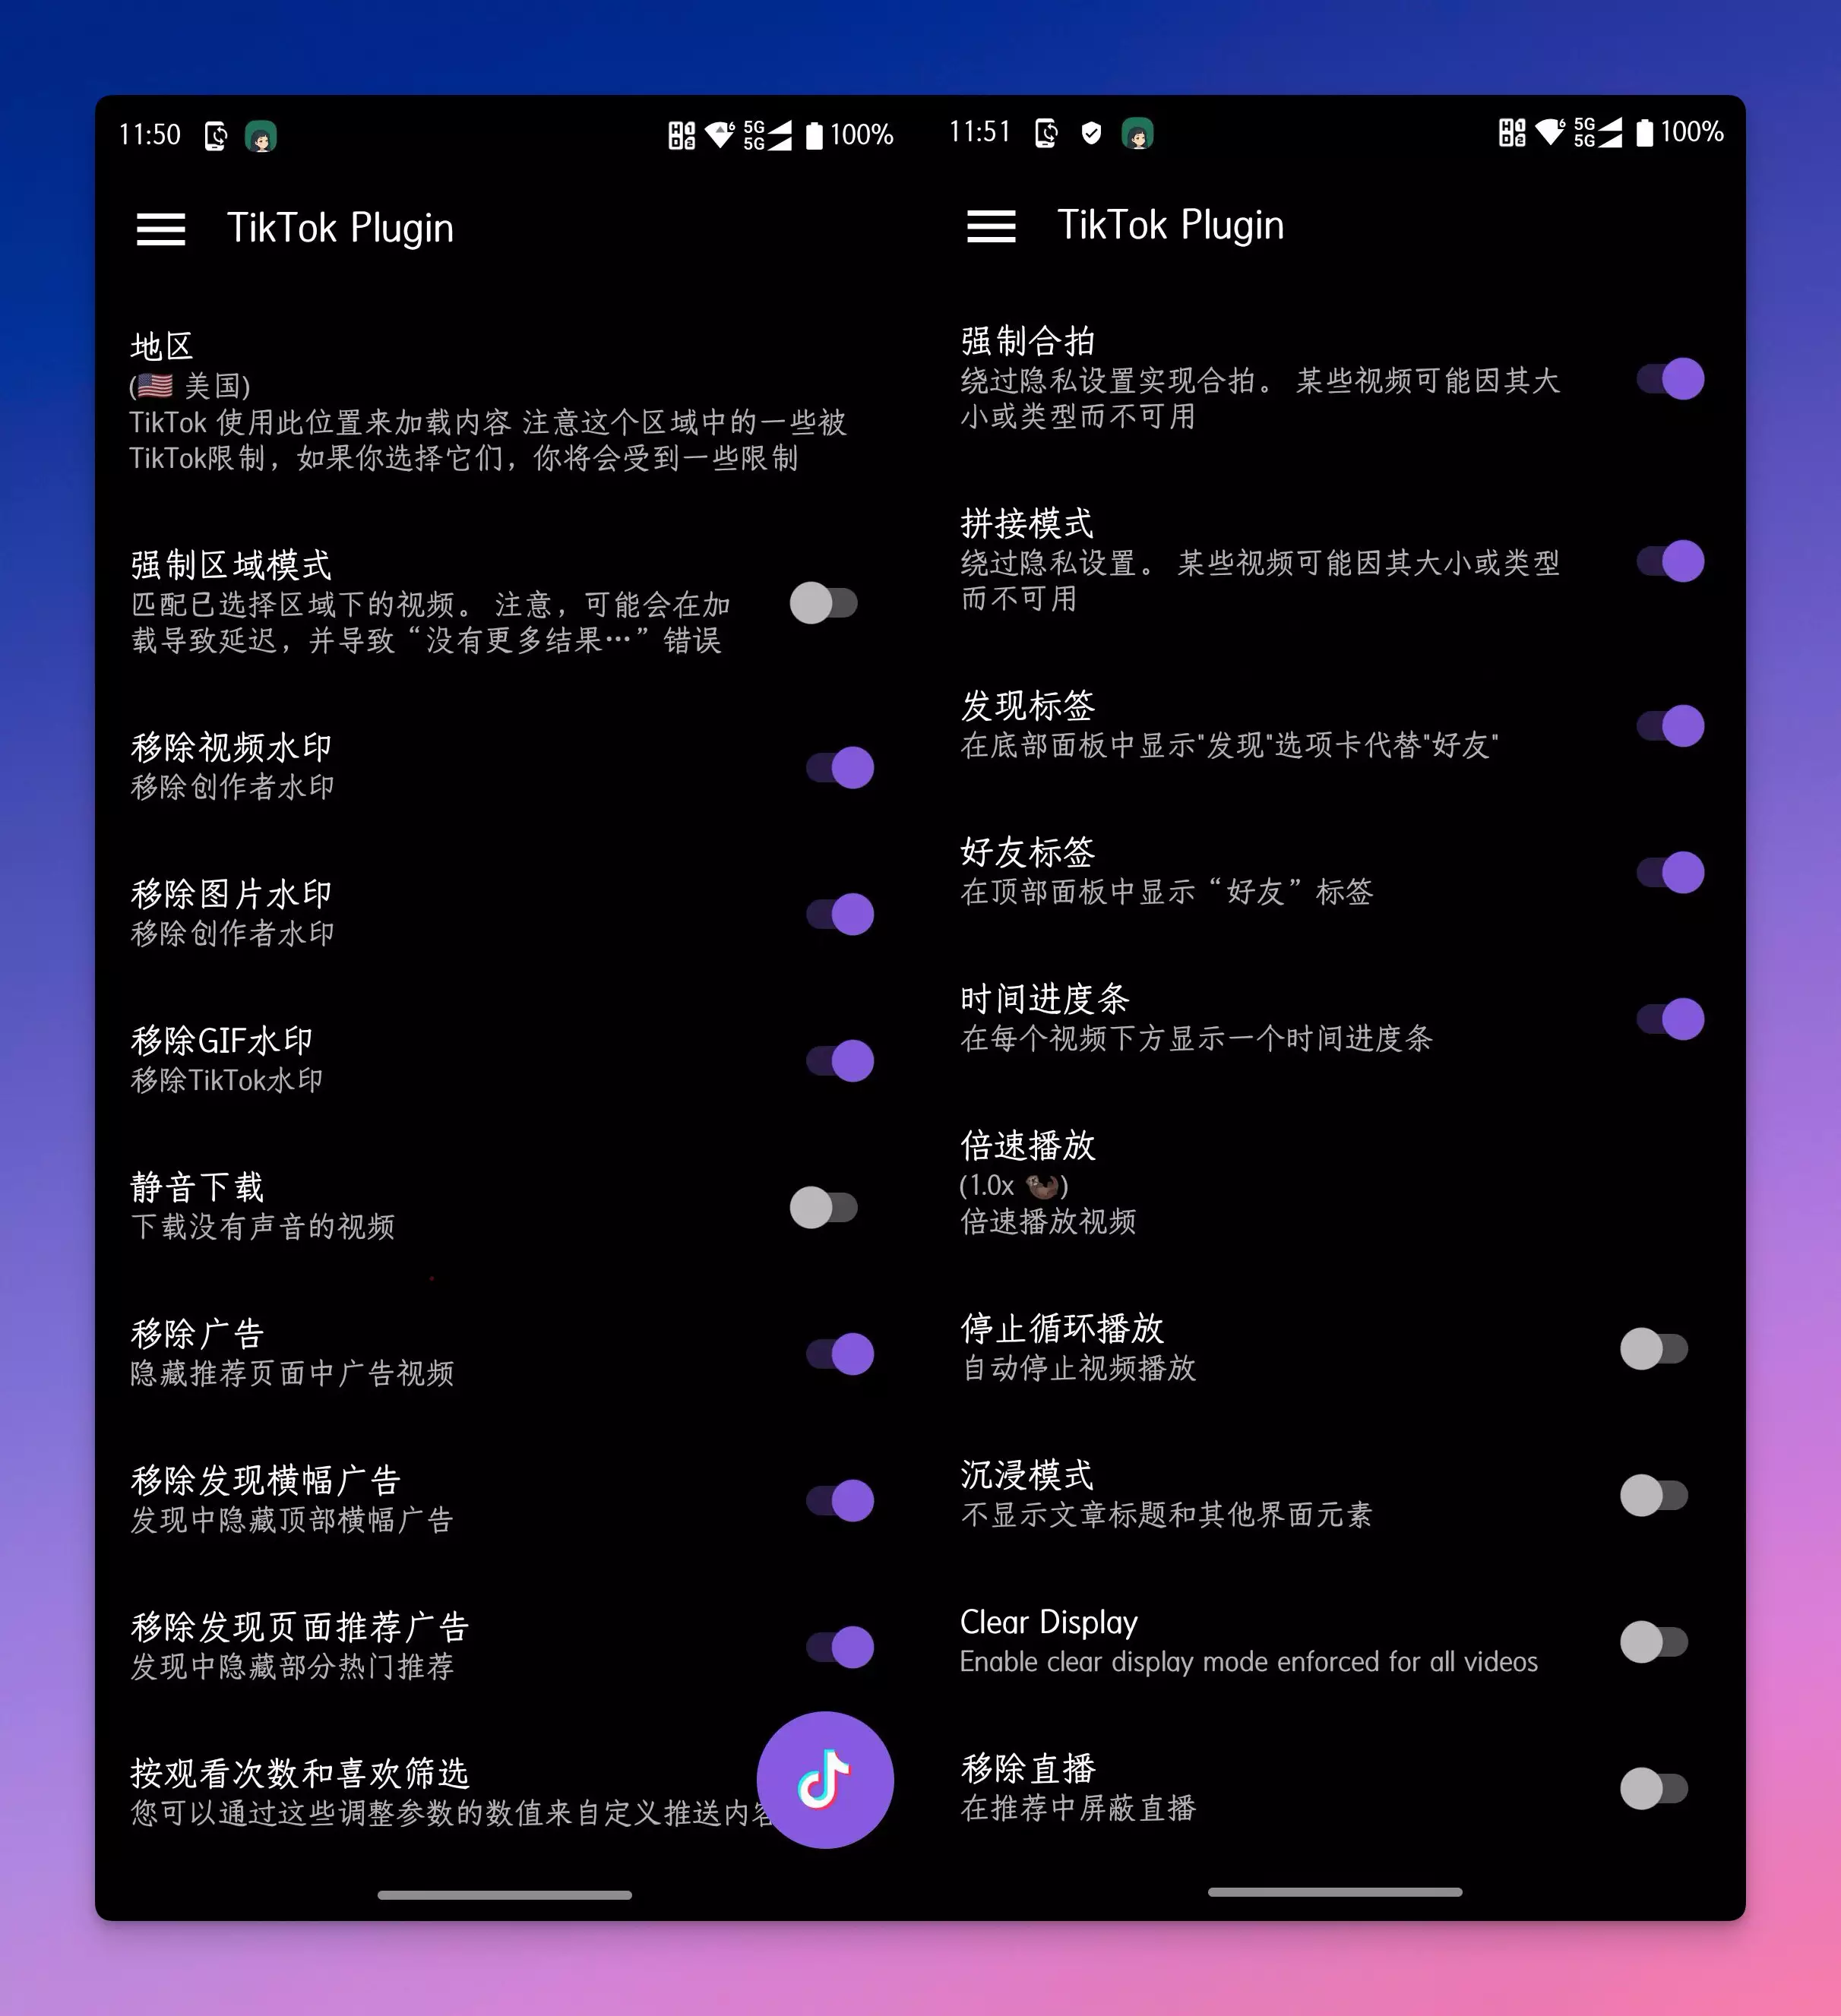 11:50
5G
5G
100%
TikTok Plugin
地区
(🇺🇸 美国)
TikTok 使用此位置来加载内容 注意这个区域中的一些被
TikTok限制，如果你选择它们，你将会受到一些限制
强制区域模式
匹配已选择区域下的视频。 注意，可能会在加
载导致延迟，并导致“没有更多结果…”错误
移除视频水印
移除创作者水印
移除图片水印
移除创作者水印
移除GIF水印
移除TikTok水印
静音下载
下载没有声音的视频
移除广告
隐藏推荐页面中广告视频
移除发现横幅广告
发现中隐藏顶部横幅广告
移除发现页面推荐广告
发现中隐藏部分热门推荐
按观看次数和喜欢筛选
您可以通过这些调整参数的数值来自定义推送内容
11:51
5G
5G
100%
TikTok Plugin
强制合拍
绕过隐私设置实现合拍。 某些视频可能因其大
小或类型而不可用
拼接模式
绕过隐私设置。 某些视频可能因其大小或类型
而不可用
发现标签
在底部面板中显示"发现"选项卡代替"好友"
好友标签
在顶部面板中显示“好友”标签
时间进度条
在每个视频下方显示一个时间进度条
倍速播放
(1.0x 🦦)
倍速播放视频
停止循环播放
自动停止视频播放
沉浸模式
不显示文章标题和其他界面元素
Clear Display
Enable clear display mode enforced for all videos
移除直播
在推荐中屏蔽直播